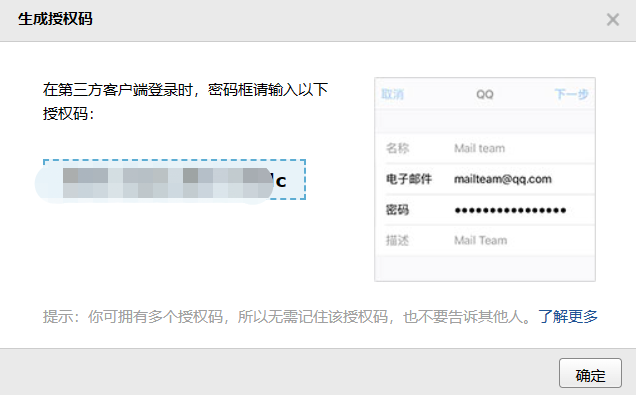 生成授权码
在第三方客户端登录时，密码框请输入以下
授权码：
取消 QQ 下一步
名称 Mail team
电子邮件 mailteam@qq.com
密码 ●●●●●●●●●●●●●●●●
描述 Mail Team
提示：你可拥有多个授权码，所以无需记住该授权码，也不要告诉其他人。了解更多
确定